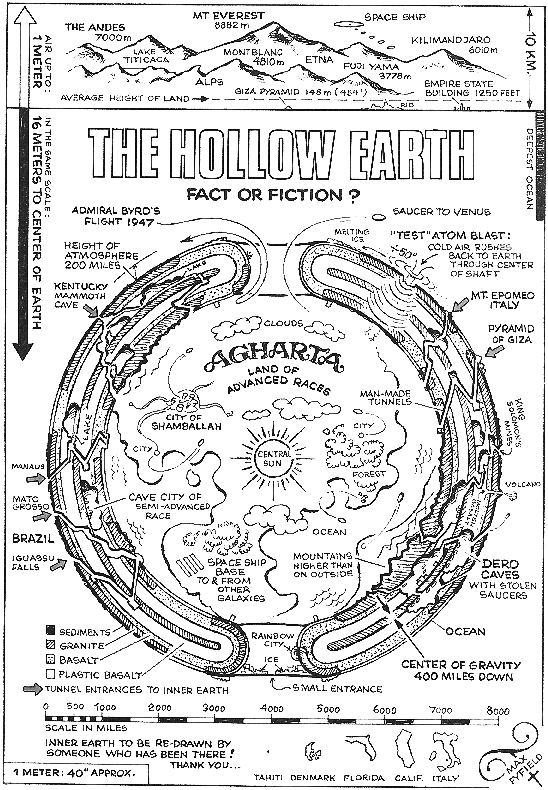 MT EVEREST
8882 m
SPACE SHIP
THE ANDES
7000 m
LAKE
TITICACA
MONT BLANC
4810 m
ETNA
FUJI YAMA
3778 m
KILIMANDJARO
6010 m
ALPS
GIZA PYRAMID 148 m (484')
EMPIRE STATE
BUILDING 1250 FEET
AVERAGE HEIGHT OF LAND
RIO
AIR UP TO:
1 METER
10 KM.
IN THE SAME SCALE:
16 METERS TO CENTER OF EARTH
DEEPEST OCEAN
THE HOLLOW EARTH
FACT OR FICTION ?
ADMIRAL BYRD'S
FLIGHT 1947
SAUCER TO VENUS
HEIGHT OF
ATMOSPHERE
200 MILES
MELTING
ICE
"TEST" ATOM BLAST:
COLD AIR RUSHES
BACK TO EARTH
THROUGH CENTER
OF SHAFT
-50°
KENTUCKY
MAMMOTH
CAVE
MT. EPOMEO
ITALY
PYRAMID
OF GIZA
CLOUDS
AGHARTA
LAND OF
ADVANCED RACES
MAN-MADE
TUNNELS
KING
SOLOMON'S
MINES
CITY OF
SHAMBALLAH
CITY
CITY
CENTRAL
SUN
FOREST
LAKE
MANAUS
VOLCANO
MATO
GROSSO
CAVE CITY OF
SEMI-ADVANCED
RACE
BRAZIL
OCEAN
IGUASSU
FALLS
SPACE SHIP
BASE
TO & FROM
OTHER
GALAXIES
MOUNTAINS
HIGHER THAN
ON OUTSIDE
DERO
CAVES
WITH STOLEN
SAUCERS
SEDIMENTS
GRANITE
BASALT
PLASTIC BASALT
TUNNEL ENTRANCES TO INNER EARTH
RAINBOW
CITY
ICE
SMALL ENTRANCE
OCEAN
CENTER OF GRAVITY
400 MILES DOWN
0 500 1000 2000 3000 4000 5000 6000 7000 8000
SCALE IN MILES
INNER EARTH TO BE RE-DRAWN BY
SOMEONE WHO HAS BEEN THERE !
THANK YOU...
1 METER: 40" APPROX.
TAHITI DENMARK FLORIDA CALIF. ITALY
MAX
FYFIELD